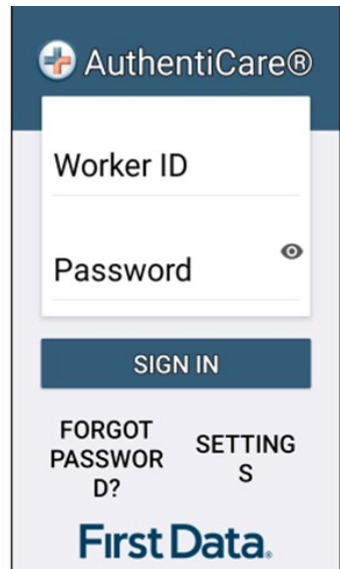 AuthentiCare®
Worker ID
Password
SIGN IN
FORGOT
PASSWOR
D?
SETTING
S
First Data.